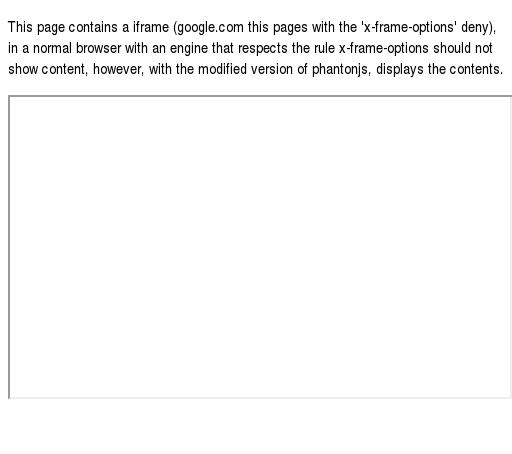 This page contains a iframe (google.com this pages with the 'x-frame-options' deny),
in a normal browser with an engine that respects the rule x-frame-options should not
show content, however, with the modified version of phantonjs, displays the contents.